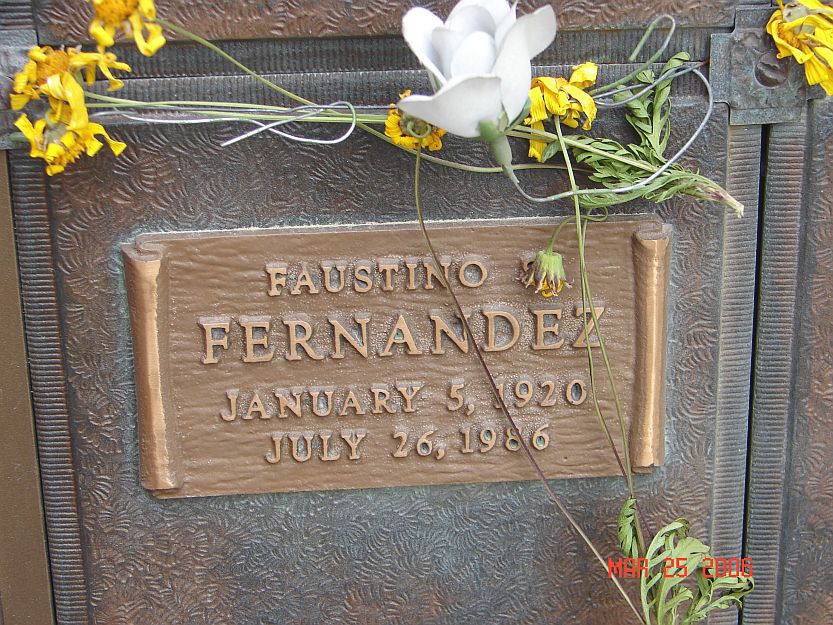 FAUSTINO
FERNANDEZ
JANUARY 5, 1920
JULY 26, 1986
MAR 25 2006